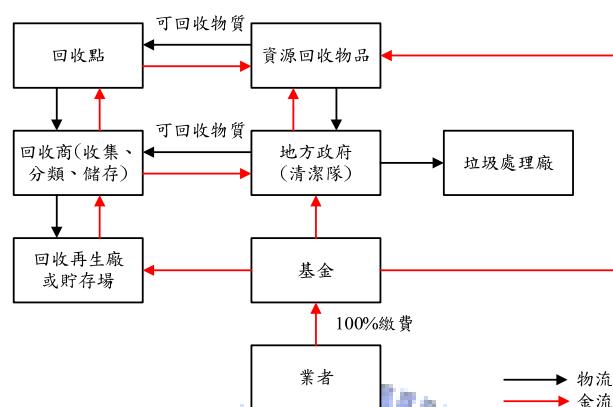 可回收物質
回收點
資源回收物品
可回收物質
回收商(收集、
分類、儲存)
地方政府
(清潔隊)
垃圾處理廠
回收再生廠
或貯存場
基金
100%繳費
業者
物流
金流